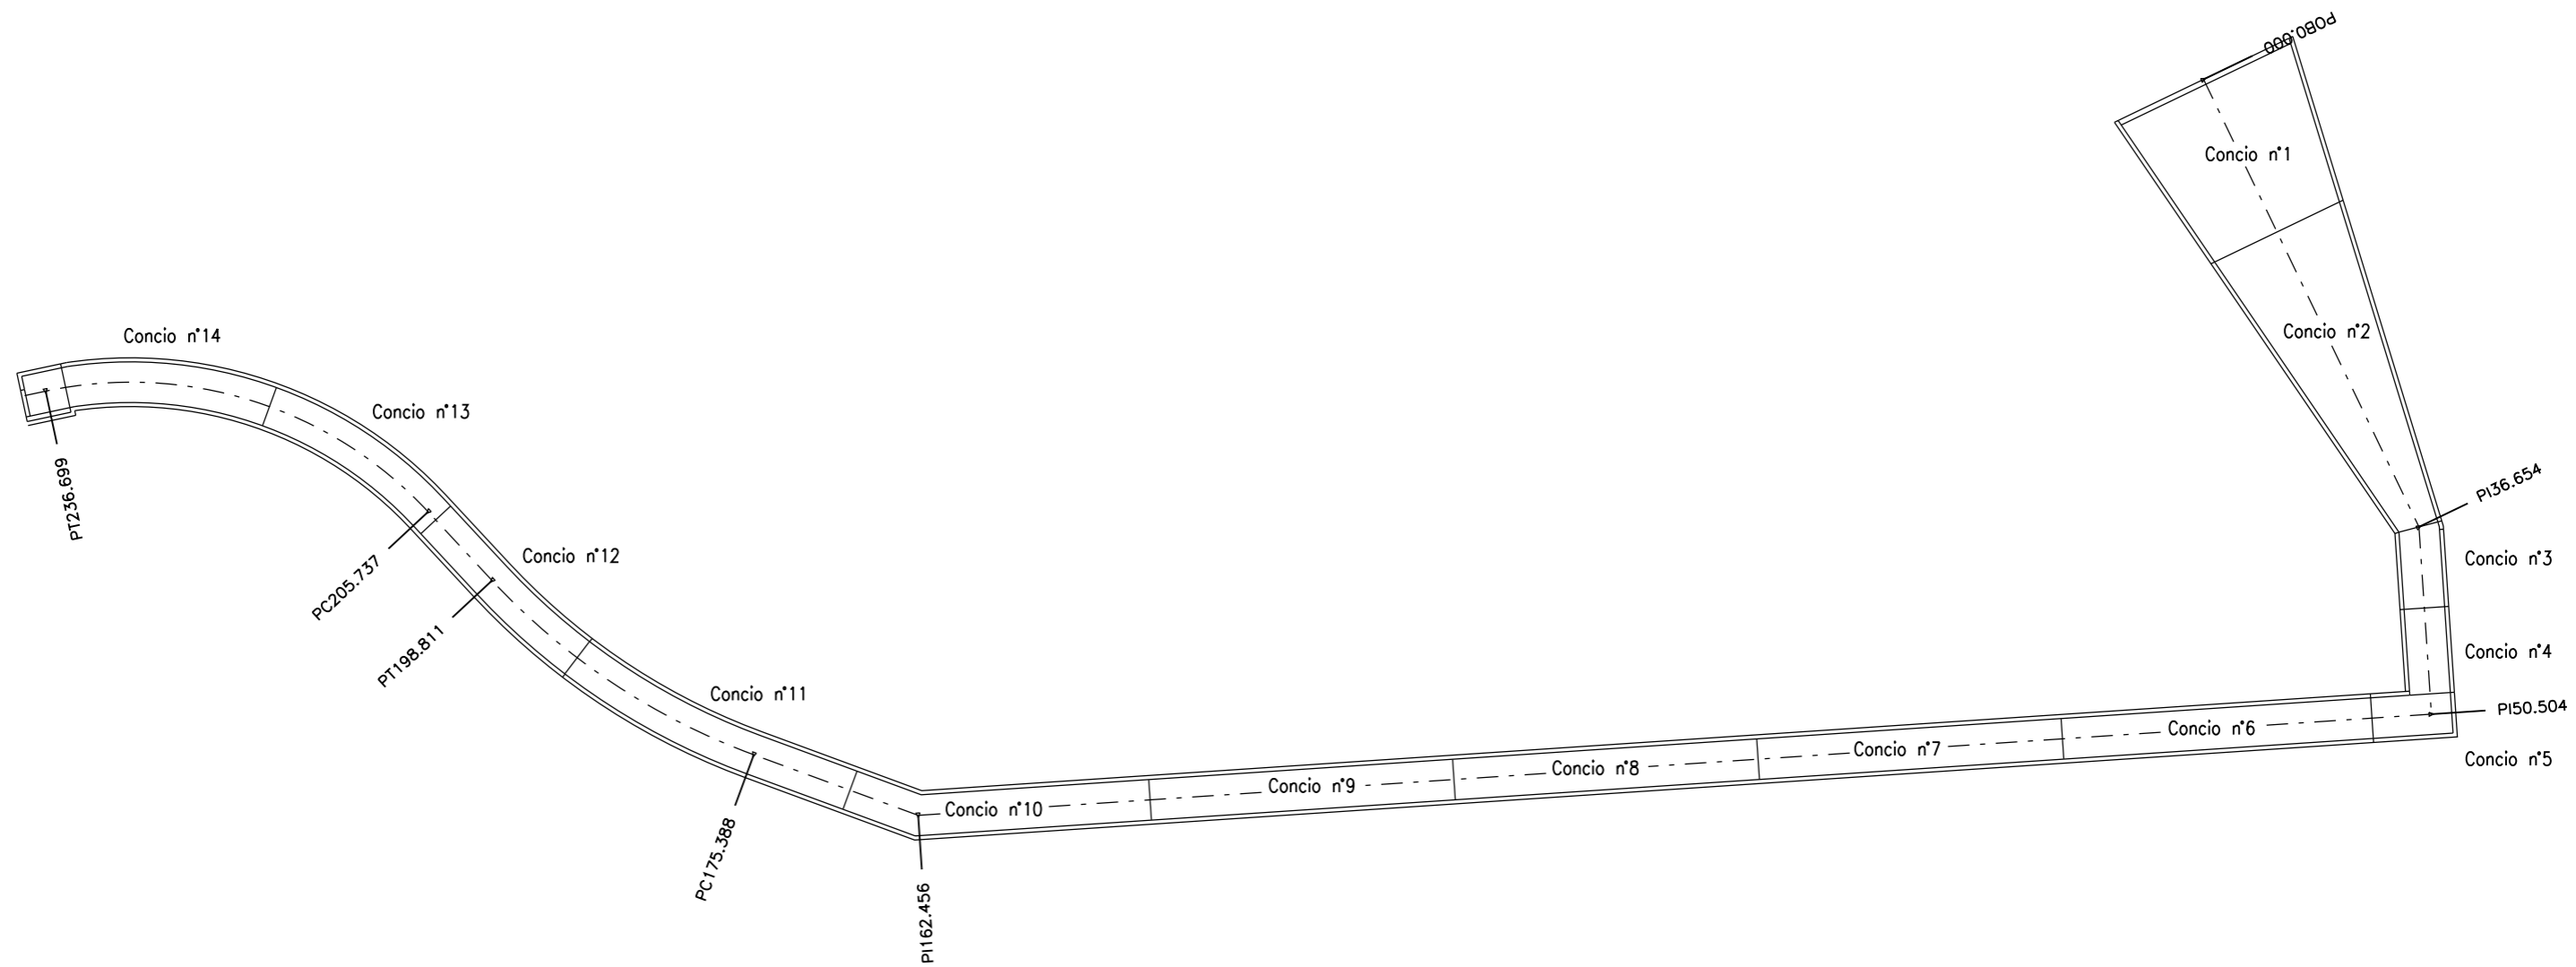 POB0.000
Concio n°1
Concio n°2
PI36.654
Concio n°3
Concio n°4
PI50.504
Concio n°5
Concio n°6
Concio n°7
Concio n°8
Concio n°9
Concio n°10
PI162.456
Concio n°11
PC175.388
Concio n°12
PT198.811
PC205.737
Concio n°13
Concio n°14
PT236.699